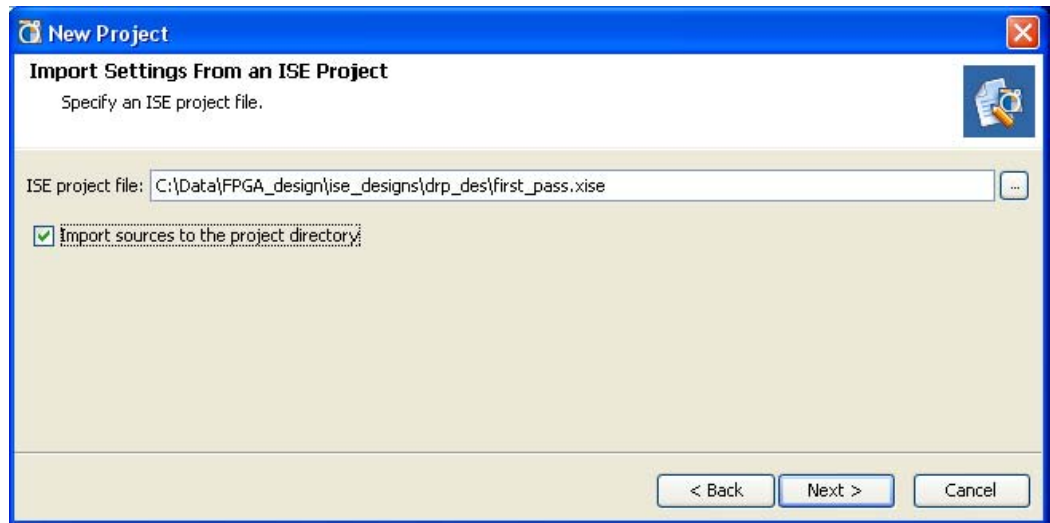 New Project
Import Settings From an ISE Project
Specify an ISE project file.
ISE project file: C:\Data\FPGA_design\ise_designs\drp_des\first_pass.xise ...
Import sources to the project directory
< Back Next > Cancel